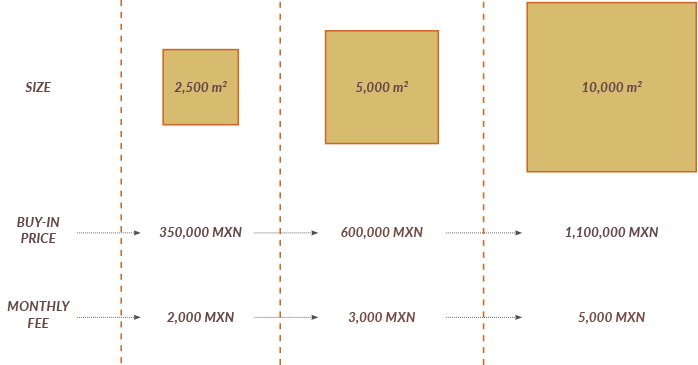 SIZE
2,500 m²
5,000 m²
10,000 m²
BUY-IN
PRICE
350,000 MXN
600,000 MXN
1,100,000 MXN
MONTHLY
FEE
2,000 MXN
3,000 MXN
5,000 MXN